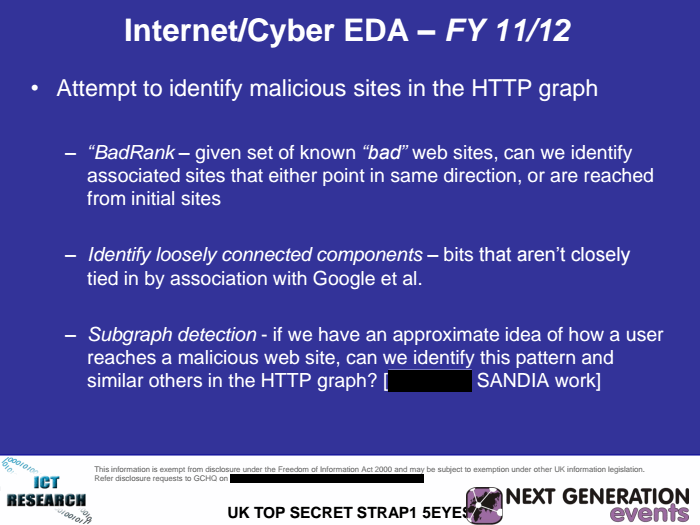 Internet/Cyber EDA – FY 11/12
• Attempt to identify malicious sites in the HTTP graph
– “BadRank – given set of known “bad” web sites, can we identify
associated sites that either point in same direction, or are reached
from initial sites
– Identify loosely connected components – bits that aren’t closely
tied in by association with Google et al.
– Subgraph detection - if we have an approximate idea of how a user
reaches a malicious web site, can we identify this pattern and
similar others in the HTTP graph? [ SANDIA work]
This information is exempt from disclosure under the Freedom of Information Act 2000 and may be subject to exemption under other UK information legislation.
Refer disclosure requests to GCHQ on
ICT
RESEARCH
UK TOP SECRET STRAP1 5EYES
NEXT GENERATION
events